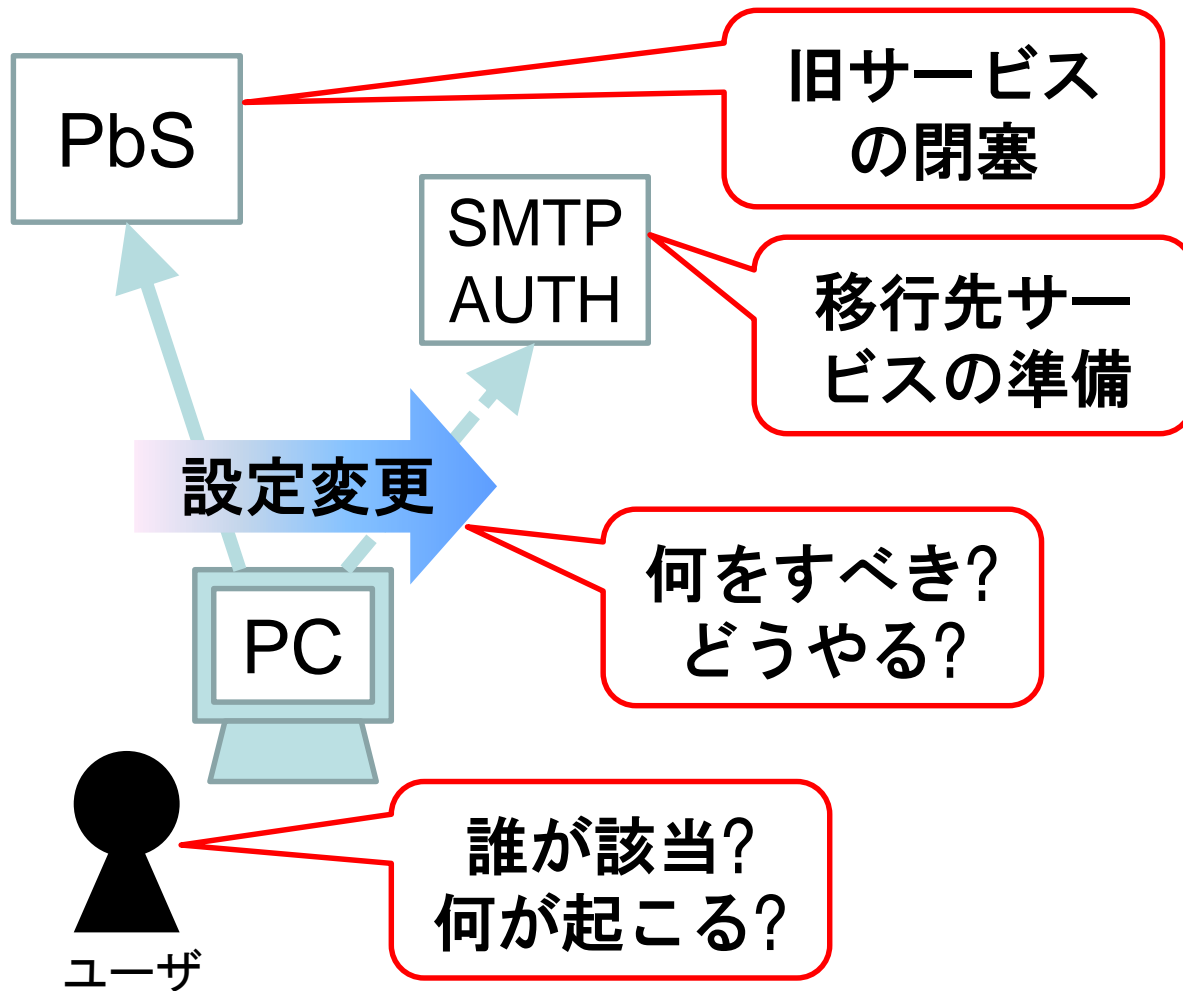 PbS
旧サービス
の閉塞
SMTP
AUTH
移行先サー
ビスの準備
設定変更
何をすべき?
どうやる?
PC
誰が該当?
何が起こる?
ユーザ